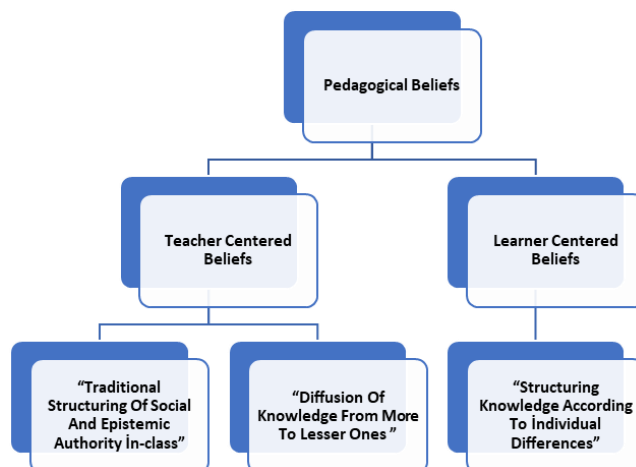 Pedagogical Beliefs
Teacher Centered
Beliefs
Learner Centered
Beliefs
“Traditional
Structuring Of Social
And Epistemic
Authority İn-class”
“Diffusion Of
Knowledge From More
To Lesser Ones ”
“Structuring
Knowledge According
To İndividual
Differences”